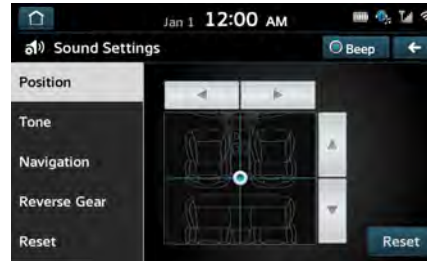 Jan 1 12:00 AM
Sound Settings
Beep
Position
Tone
Navigation
Reverse Gear
Reset
Reset